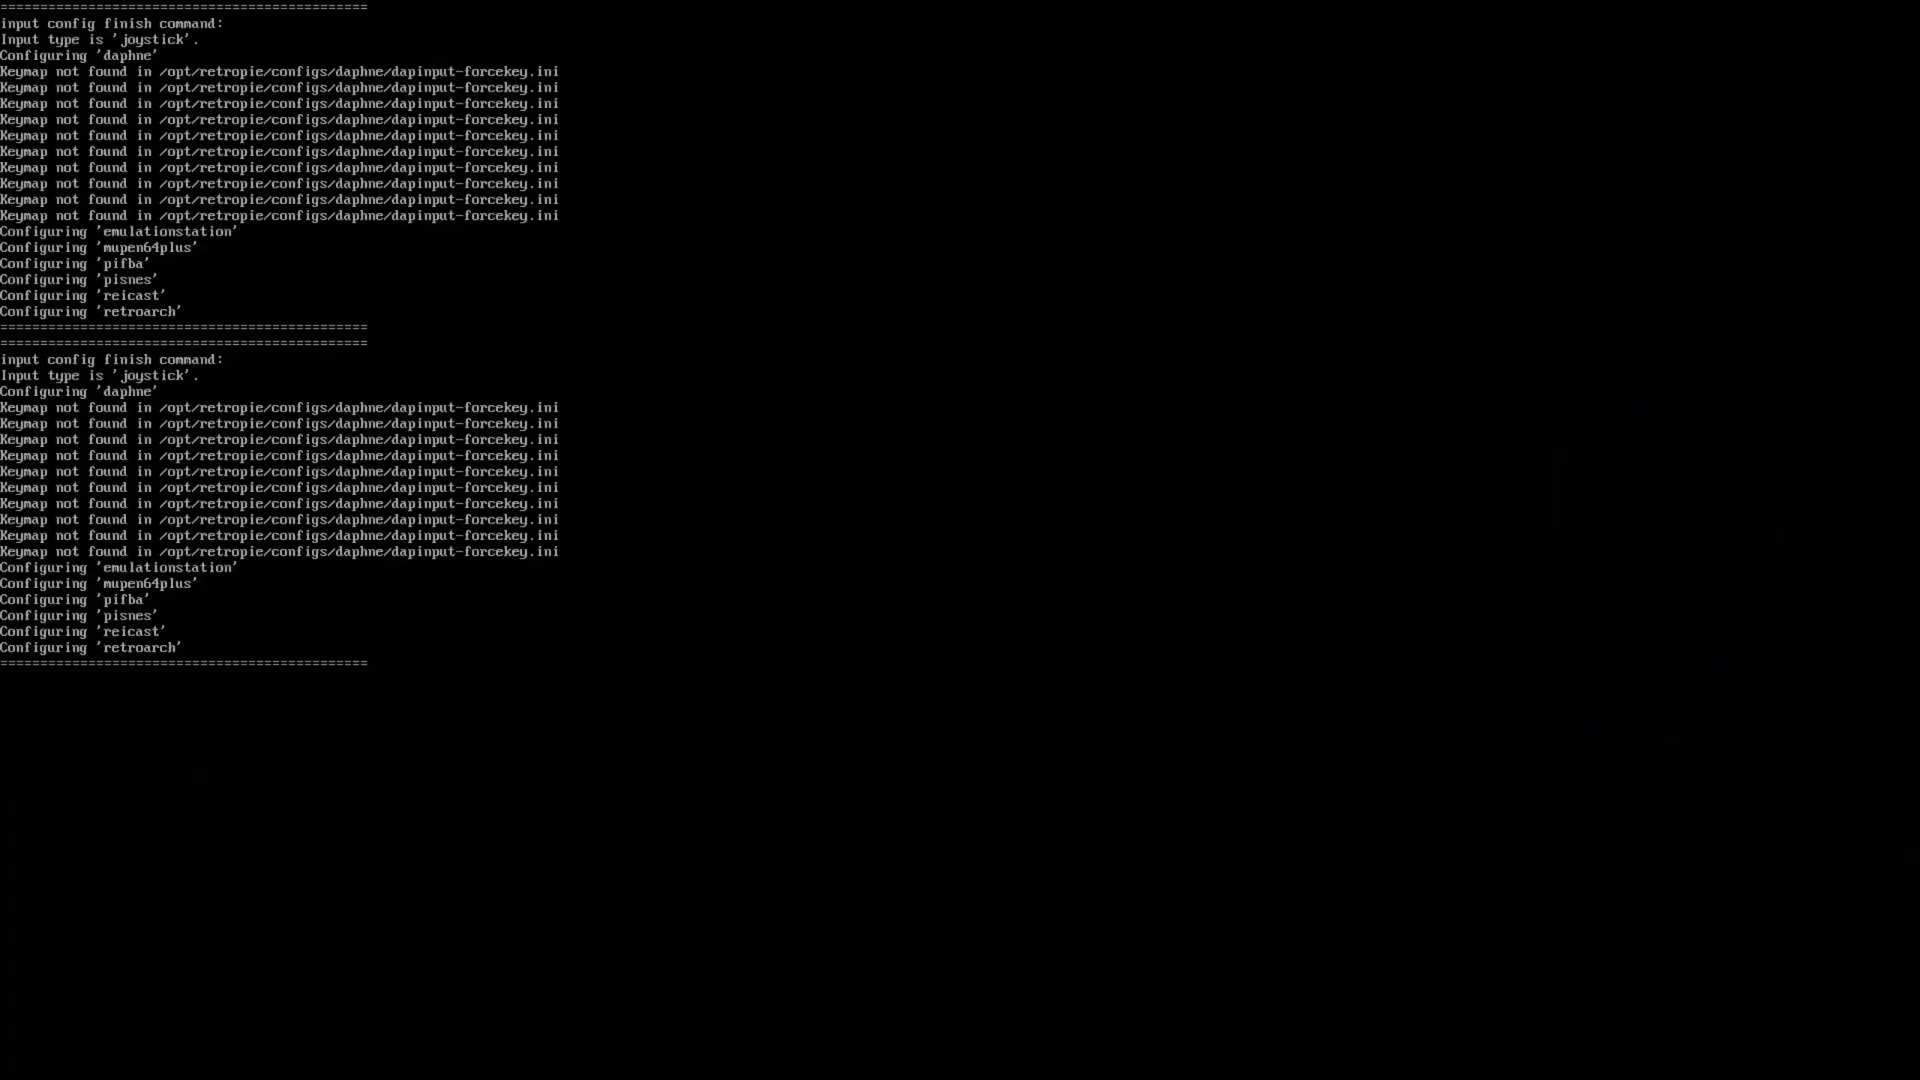 ==============================================
input config finish command:
Input type is 'joystick'.
Configuring 'daphne'
Keymap not found in /opt/retropie/configs/daphne/dapinput-forcekey.ini
Keymap not found in /opt/retropie/configs/daphne/dapinput-forcekey.ini
Keymap not found in /opt/retropie/configs/daphne/dapinput-forcekey.ini
Keymap not found in /opt/retropie/configs/daphne/dapinput-forcekey.ini
Keymap not found in /opt/retropie/configs/daphne/dapinput-forcekey.ini
Keymap not found in /opt/retropie/configs/daphne/dapinput-forcekey.ini
Keymap not found in /opt/retropie/configs/daphne/dapinput-forcekey.ini
Keymap not found in /opt/retropie/configs/daphne/dapinput-forcekey.ini
Keymap not found in /opt/retropie/configs/daphne/dapinput-forcekey.ini
Keymap not found in /opt/retropie/configs/daphne/dapinput-forcekey.ini
Configuring 'emulationstation'
Configuring 'mupen64plus'
Configuring 'pifba'
Configuring 'pisnes'
Configuring 'reicast'
Configuring 'retroarch'
==============================================
==============================================
input config finish command:
Input type is 'joystick'.
Configuring 'daphne'
Keymap not found in /opt/retropie/configs/daphne/dapinput-forcekey.ini
Keymap not found in /opt/retropie/configs/daphne/dapinput-forcekey.ini
Keymap not found in /opt/retropie/configs/daphne/dapinput-forcekey.ini
Keymap not found in /opt/retropie/configs/daphne/dapinput-forcekey.ini
Keymap not found in /opt/retropie/configs/daphne/dapinput-forcekey.ini
Keymap not found in /opt/retropie/configs/daphne/dapinput-forcekey.ini
Keymap not found in /opt/retropie/configs/daphne/dapinput-forcekey.ini
Keymap not found in /opt/retropie/configs/daphne/dapinput-forcekey.ini
Keymap not found in /opt/retropie/configs/daphne/dapinput-forcekey.ini
Keymap not found in /opt/retropie/configs/daphne/dapinput-forcekey.ini
Configuring 'emulationstation'
Configuring 'mupen64plus'
Configuring 'pifba'
Configuring 'pisnes'
Configuring 'reicast'
Configuring 'retroarch'
==============================================